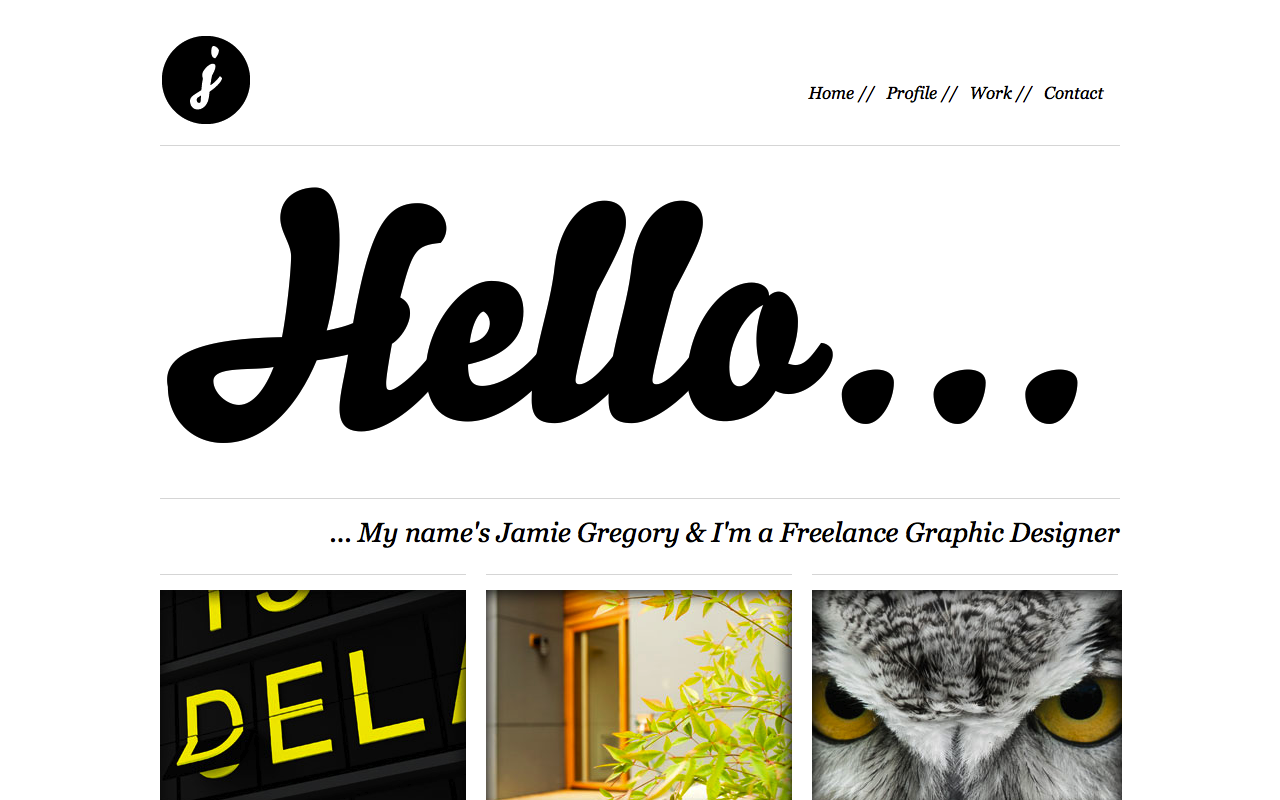 j
Home // Profile // Work // Contact
Hello...
... My name's Jamie Gregory & I'm a Freelance Graphic Designer
DEL